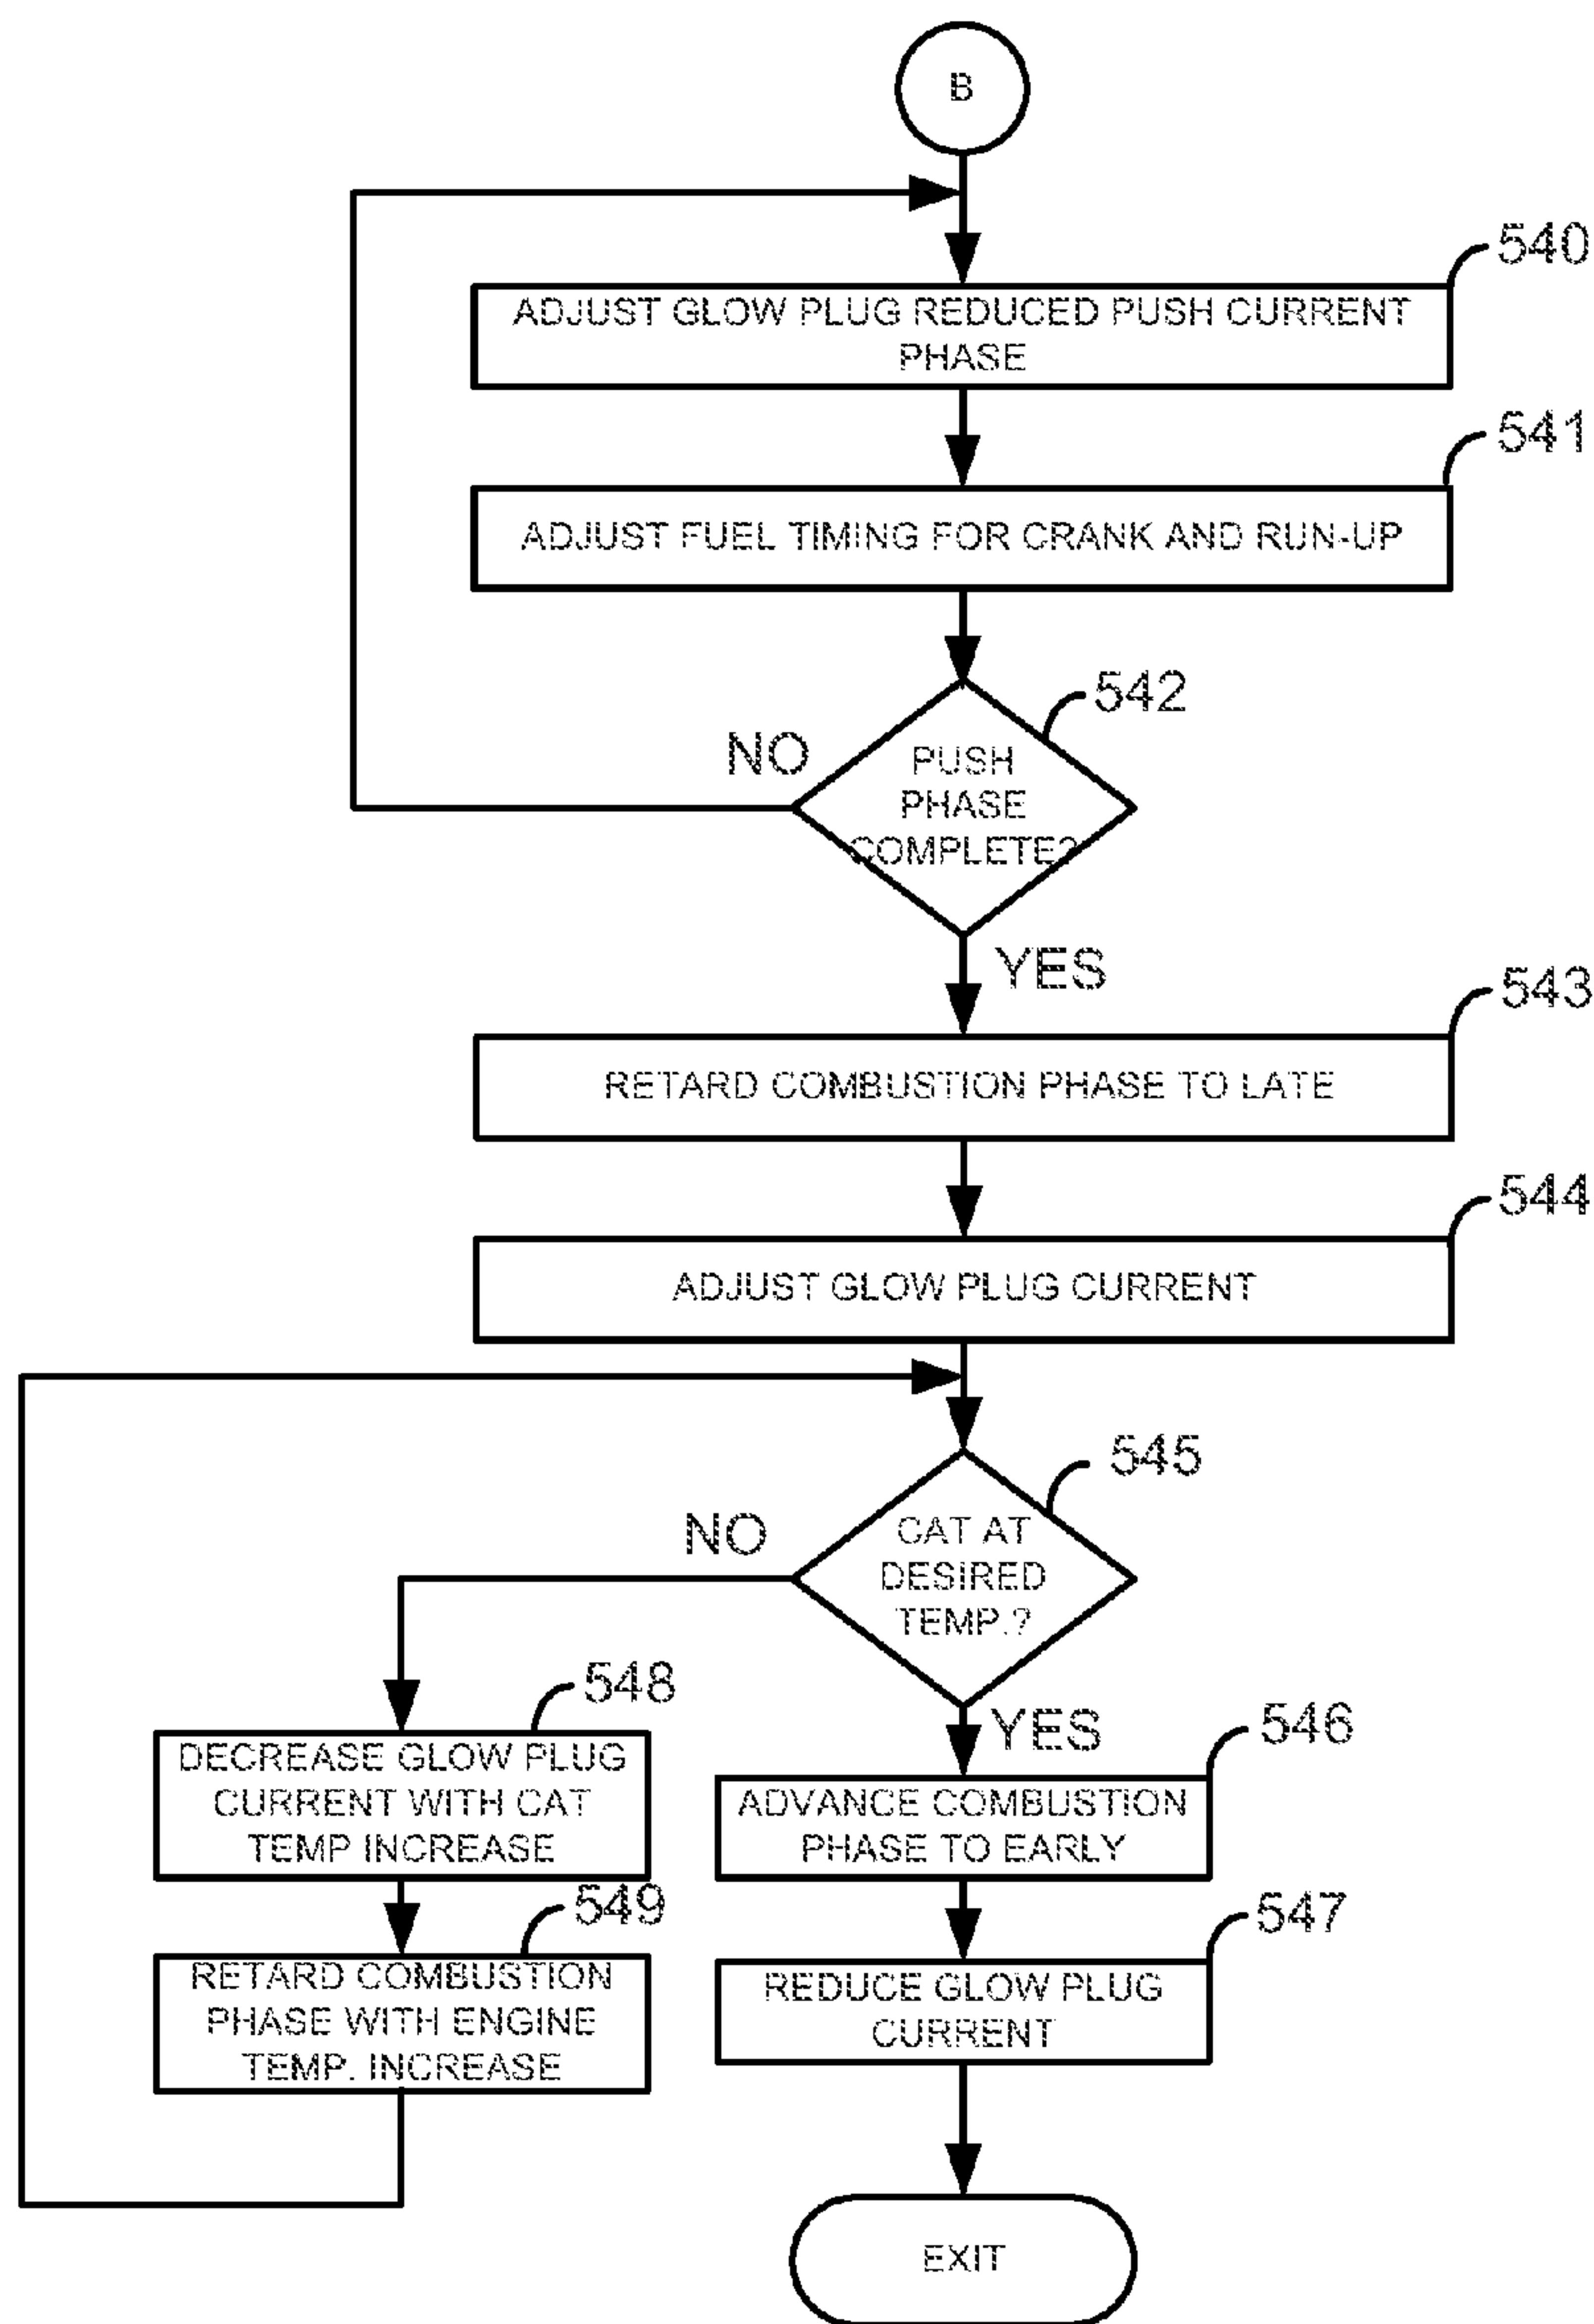 B
540
ADJUST GLOW PLUG REDUCED PUSH CURRENT
PHASE
541
ADJUST FUEL TIMING FOR CRANK AND RUN-UP
542
NO
PUSH
PHASE
COMPLETE?
YES
543
RETARD COMBUSTION PHASE TO LATE
544
ADJUST GLOW PLUG CURRENT
545
NO
CAT AT
DESIRED
TEMP.?
YES
548
DECREASE GLOW PLUG
CURRENT WITH CAT
TEMP INCREASE
546
ADVANCE COMBUSTION
PHASE TO EARLY
549
RETARD COMBUSTION
PHASE WITH ENGINE
TEMP. INCREASE
547
REDUCE GLOW PLUG
CURRENT
EXIT